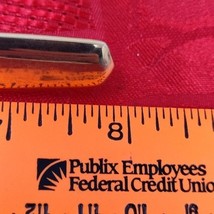 8
Publix Employees
Federal Credit Union